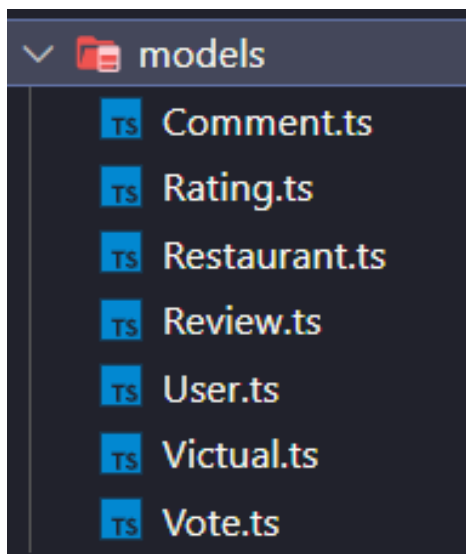 models
TS Comment.ts
TS Rating.ts
TS Restaurant.ts
TS Review.ts
TS User.ts
TS Victual.ts
TS Vote.ts